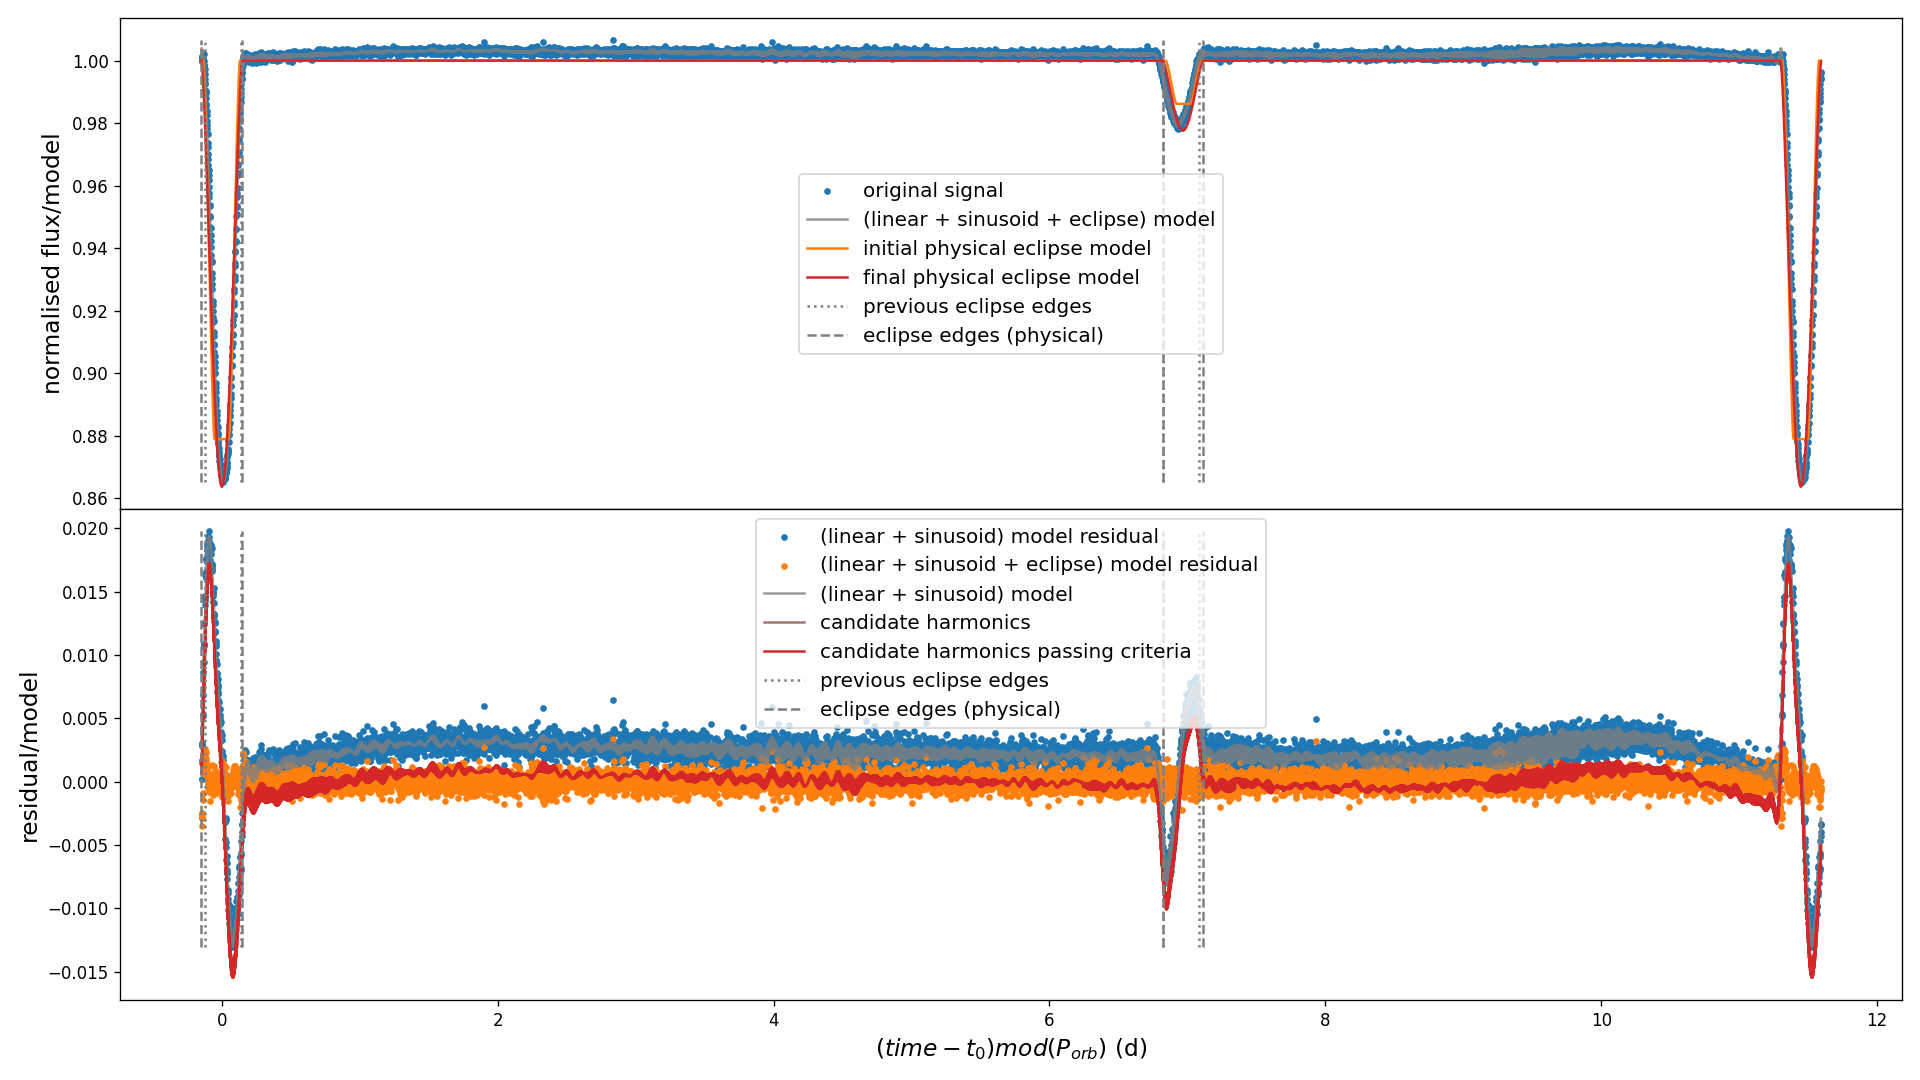 normalised flux/model
1.00
0.98
0.96
0.94
0.92
0.90
0.88
0.86
original signal
(linear + sinusoid + eclipse) model
initial physical eclipse model
final physical eclipse model
previous eclipse edges
eclipse edges (physical)
residual/model
0.020
0.015
0.010
0.005
0.000
−0.005
−0.010
−0.015
(linear + sinusoid) model residual
(linear + sinusoid + eclipse) model residual
(linear + sinusoid) model
candidate harmonics
candidate harmonics passing criteria
previous eclipse edges
eclipse edges (physical)
0 2 4 6 8 10 12
(time − t₀)mod(P_orb) (d)